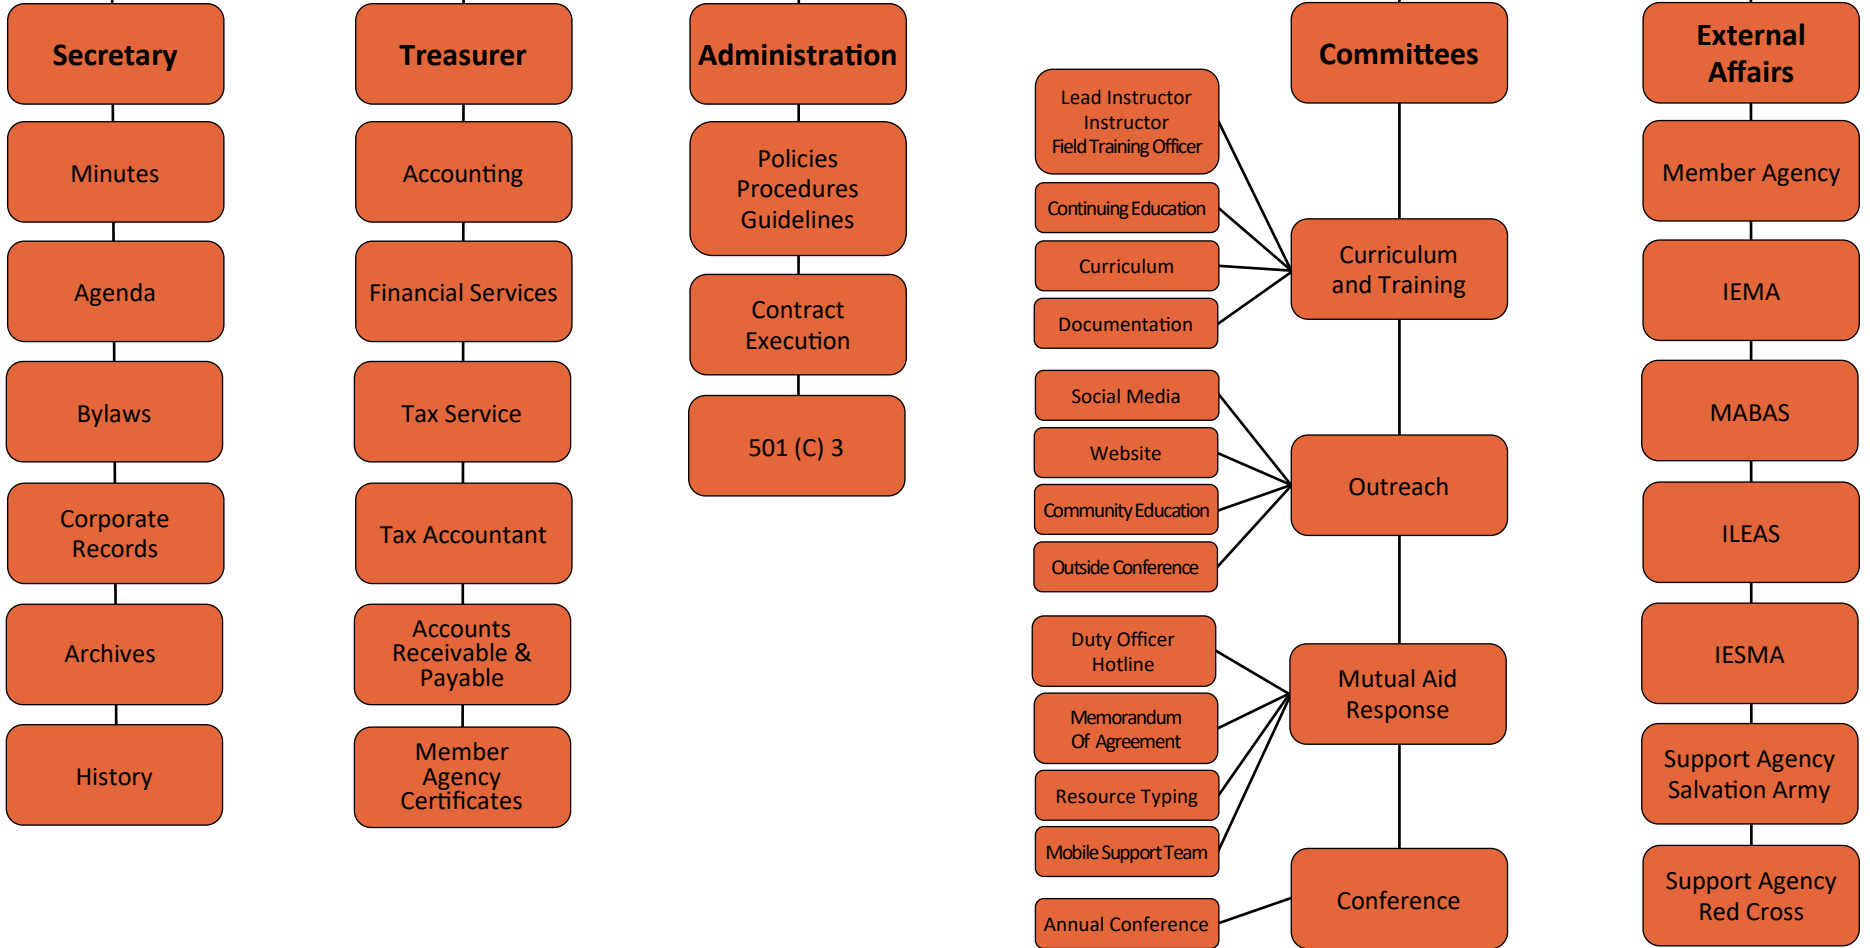 Secretary
Minutes
Agenda
Bylaws
Corporate
Records
Archives
History
Treasurer
Accounting
Financial Services
Tax Service
Tax Accountant
Accounts
Receivable &
Payable
Member
Agency
Certificates
Administration
Policies
Procedures
Guidelines
Contract
Execution
501 (C) 3
Committees
Lead Instructor
Instructor
Field Training Officer
Continuing Education
Curriculum
Documentation
Curriculum
and Training
Social Media
Website
Community Education
Outside Conference
Outreach
Duty Officer
Hotline
Memorandum
Of Agreement
Resource Typing
Mobile Support Team
Mutual Aid
Response
Annual Conference
Conference
External
Affairs
Member Agency
IEMA
MABAS
ILEAS
IESMA
Support Agency
Salvation Army
Support Agency
Red Cross